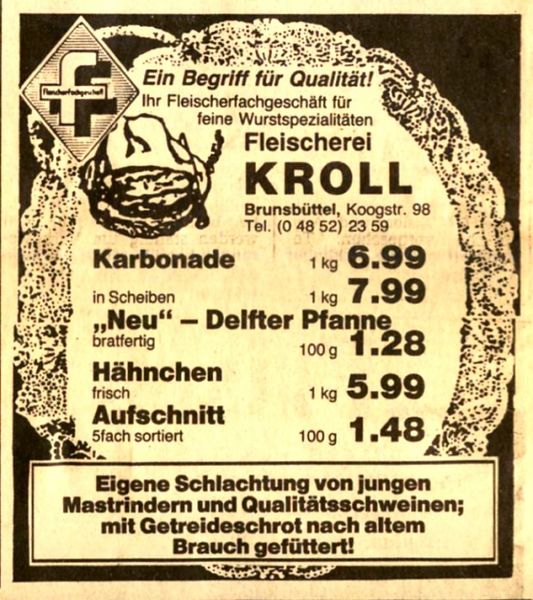 Fleischerfachgeschäft
Ein Begriff für Qualität!
Ihr Fleischerfachgeschäft für
feine Wurstspezialitäten
Fleischerei
KROLL
Brunsbüttel, Koogstr. 98
Tel. (0 48 52) 23 59
Karbonade 1 kg 6.99
in Scheiben 1 kg 7.99
„Neu“ – Delfter Pfanne
bratfertig 100 g 1.28
Hähnchen
frisch 1 kg 5.99
Aufschnitt
5fach sortiert 100 g 1.48
Eigene Schlachtung von jungen
Mastrindern und Qualitätsschweinen;
mit Getreideschrot nach altem
Brauch gefüttert!